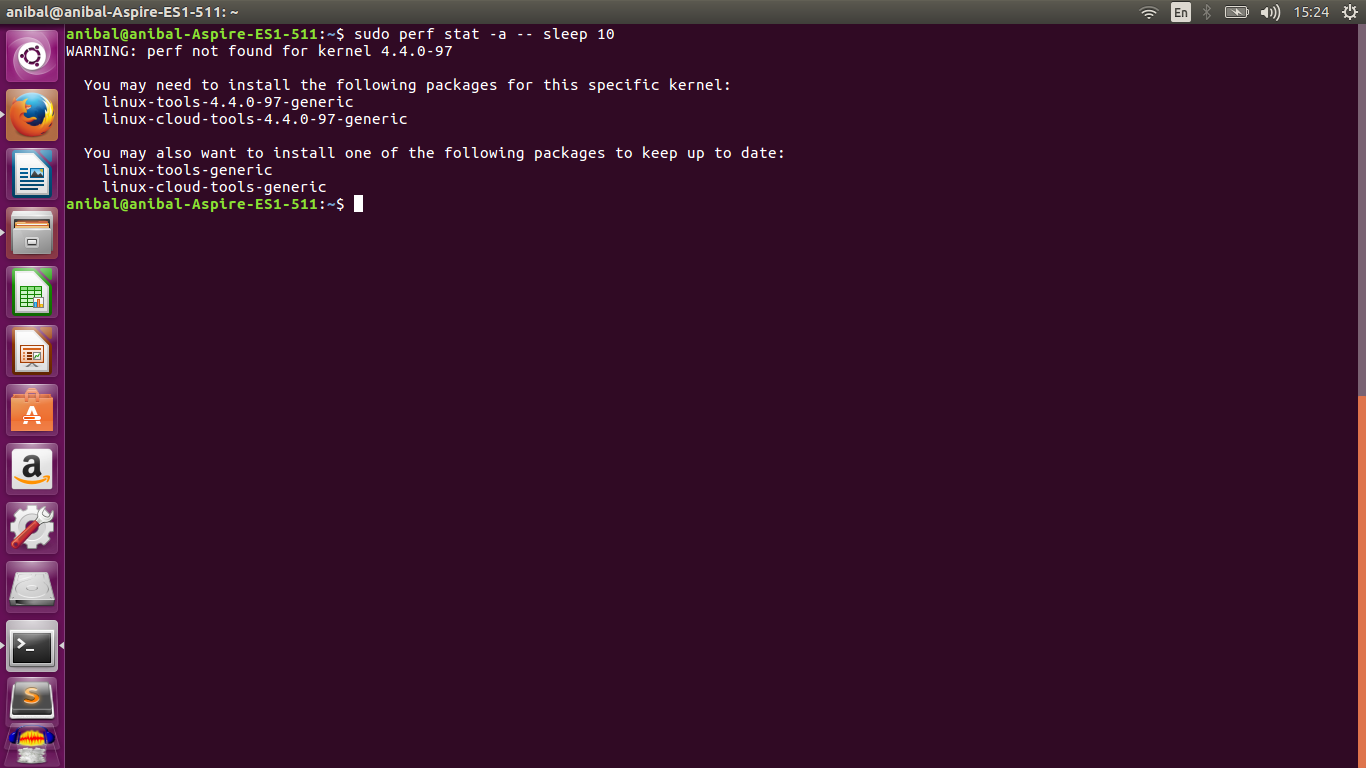 anibal@anibal-Aspire-ES1-511: ~
En
15:24
anibal@anibal-Aspire-ES1-511:~$ sudo perf stat -a -- sleep 10
WARNING: perf not found for kernel 4.4.0-97
You may need to install the following packages for this specific kernel:
linux-tools-4.4.0-97-generic
linux-cloud-tools-4.4.0-97-generic
You may also want to install one of the following packages to keep up to date:
linux-tools-generic
linux-cloud-tools-generic
anibal@anibal-Aspire-ES1-511:~$